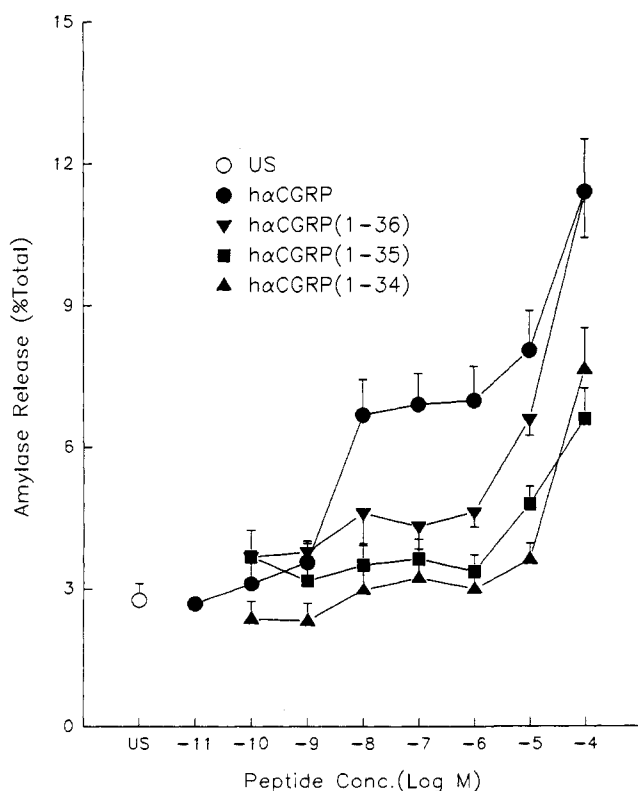 15
12
9
6
3
0
Amylase Release (%Total)
US
hαCGRP
hαCGRP(1-36)
hαCGRP(1-35)
hαCGRP(1-34)
US -11 -10 -9 -8 -7 -6 -5 -4
Peptide Conc.(Log M)